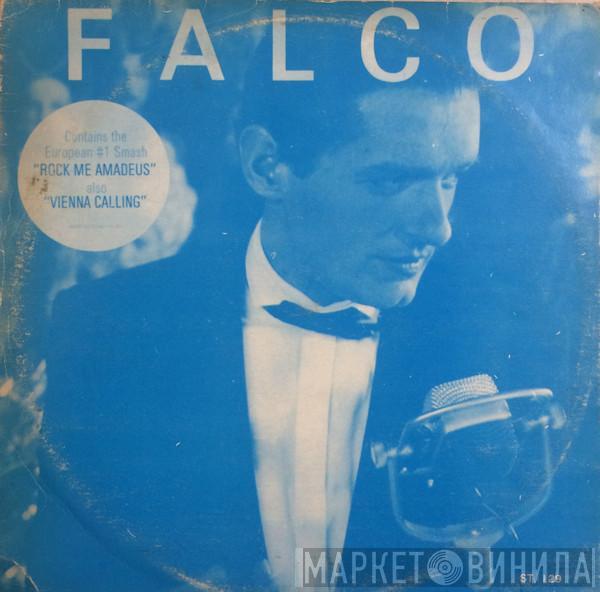 FALCO
Contains the
European #1 Smash
"ROCK ME AMADEUS"
also
"VIENNA CALLING"
МАРКЕТ ВИНИЛА